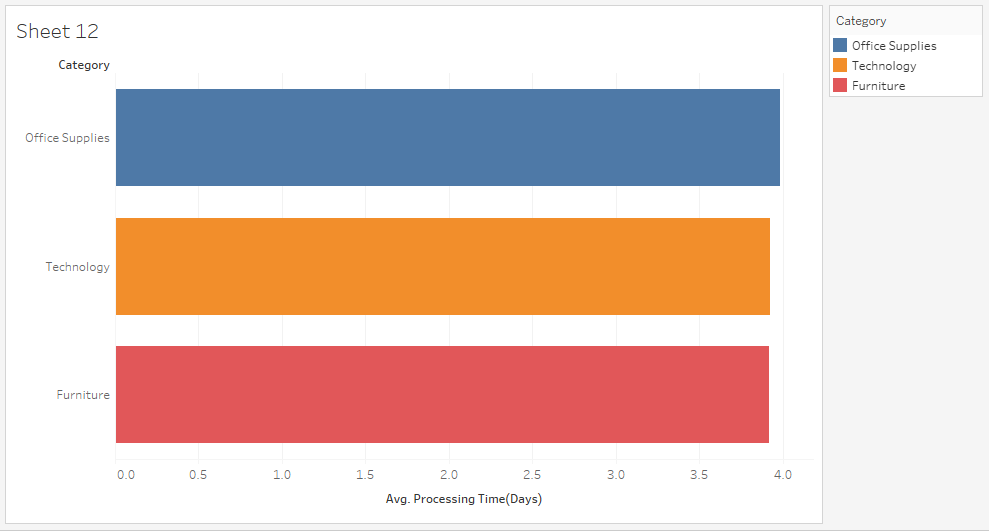 Sheet 12
Category
Office Supplies
Technology
Furniture
0.0 0.5 1.0 1.5 2.0 2.5 3.0 3.5 4.0
Avg. Processing Time(Days)
Category
Office Supplies
Technology
Furniture